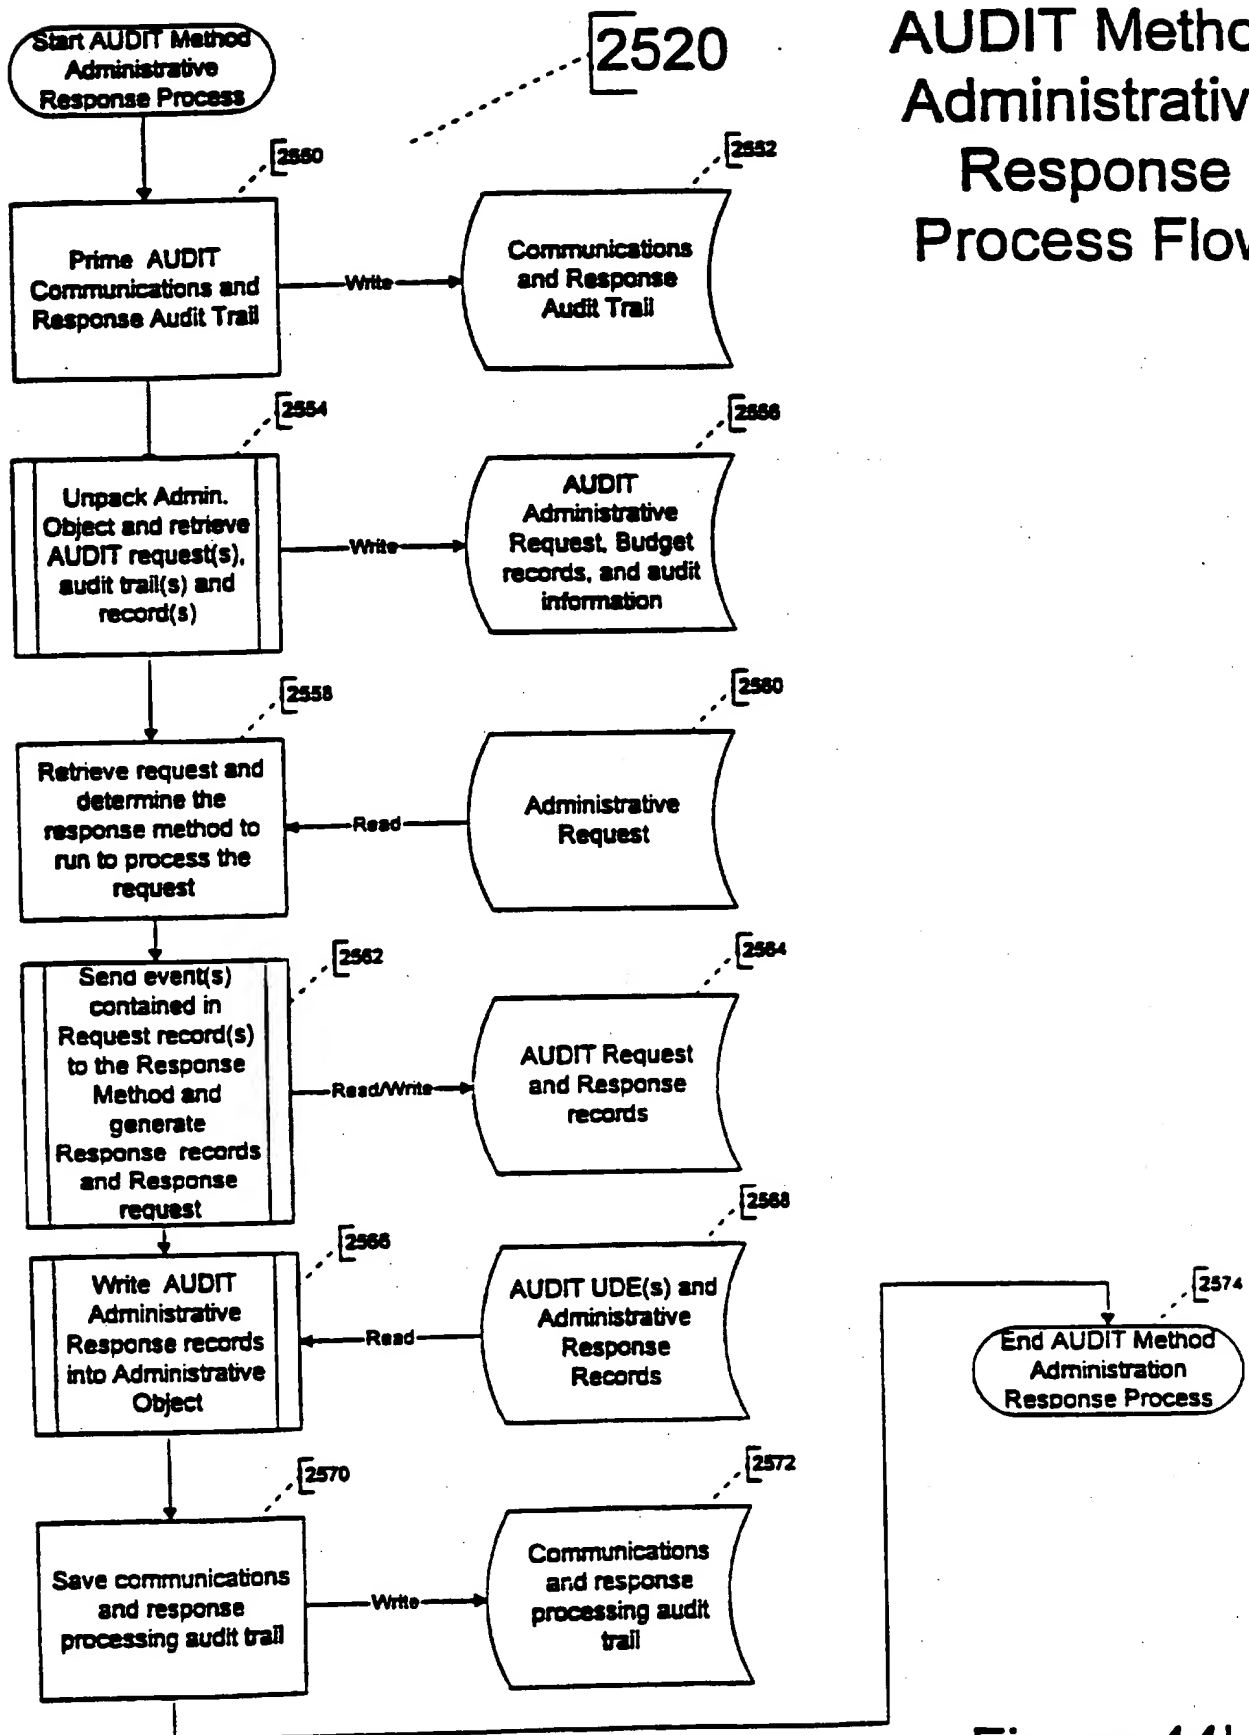 Start AUDIT Method
Administrative
Response Process
2520
AUDIT Metho
Administrativ
Response
Process Flow
2550
Prime AUDIT
Communications and
Response Audit Trail
Write
2552
Communications
and Response
Audit Trail
2554
Unpack Admin.
Object and retrieve
AUDIT request(s),
audit trail(s) and
record(s)
Write
2556
AUDIT
Administrative
Request, Budget
records, and audit
information
2558
Retrieve request and
determine the
response method to
run to process the
request
Read
2560
Administrative
Request
2562
Send event(s)
contained in
Request record(s)
to the Response
Method and
generate
Response records
and Response
request
Read/Write
2564
AUDIT Request
and Response
records
2566
Write AUDIT
Administrative
Response records
into Administrative
Object
Read
2568
AUDIT UDE(s) and
Administrative
Response
Records
2570
Save communications
and response
processing audit trail
Write
2572
Communications
and response
processing audit
trail
2574
End AUDIT Method
Administration
Response Process